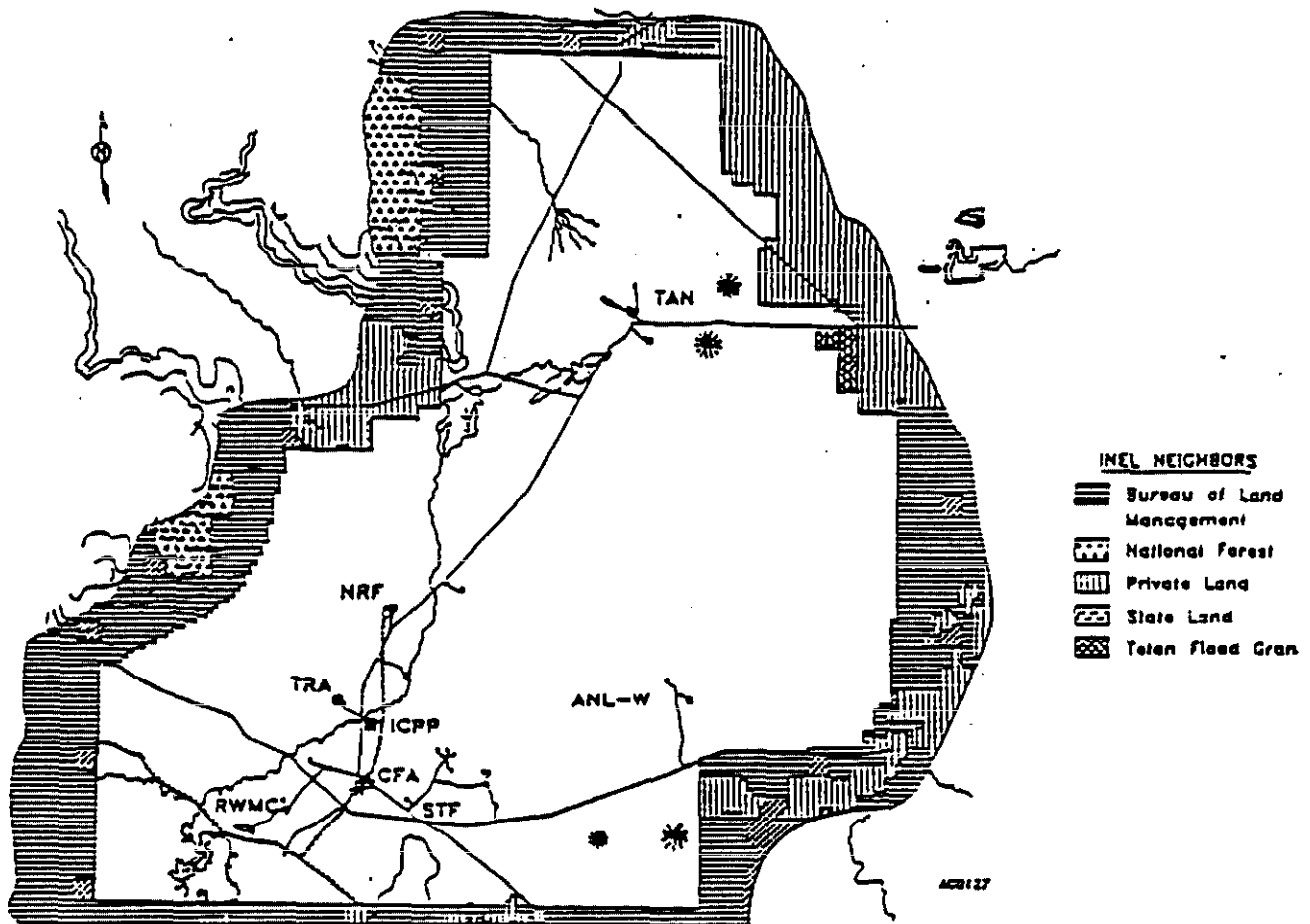 TAN
INEL NEIGHBORS
Bureau of Land
Management
National Forest
Private Land
State Land
Teton Flood Gran
NRF
TRA
ANL-W
ICPP
CFA
RWMC
STF